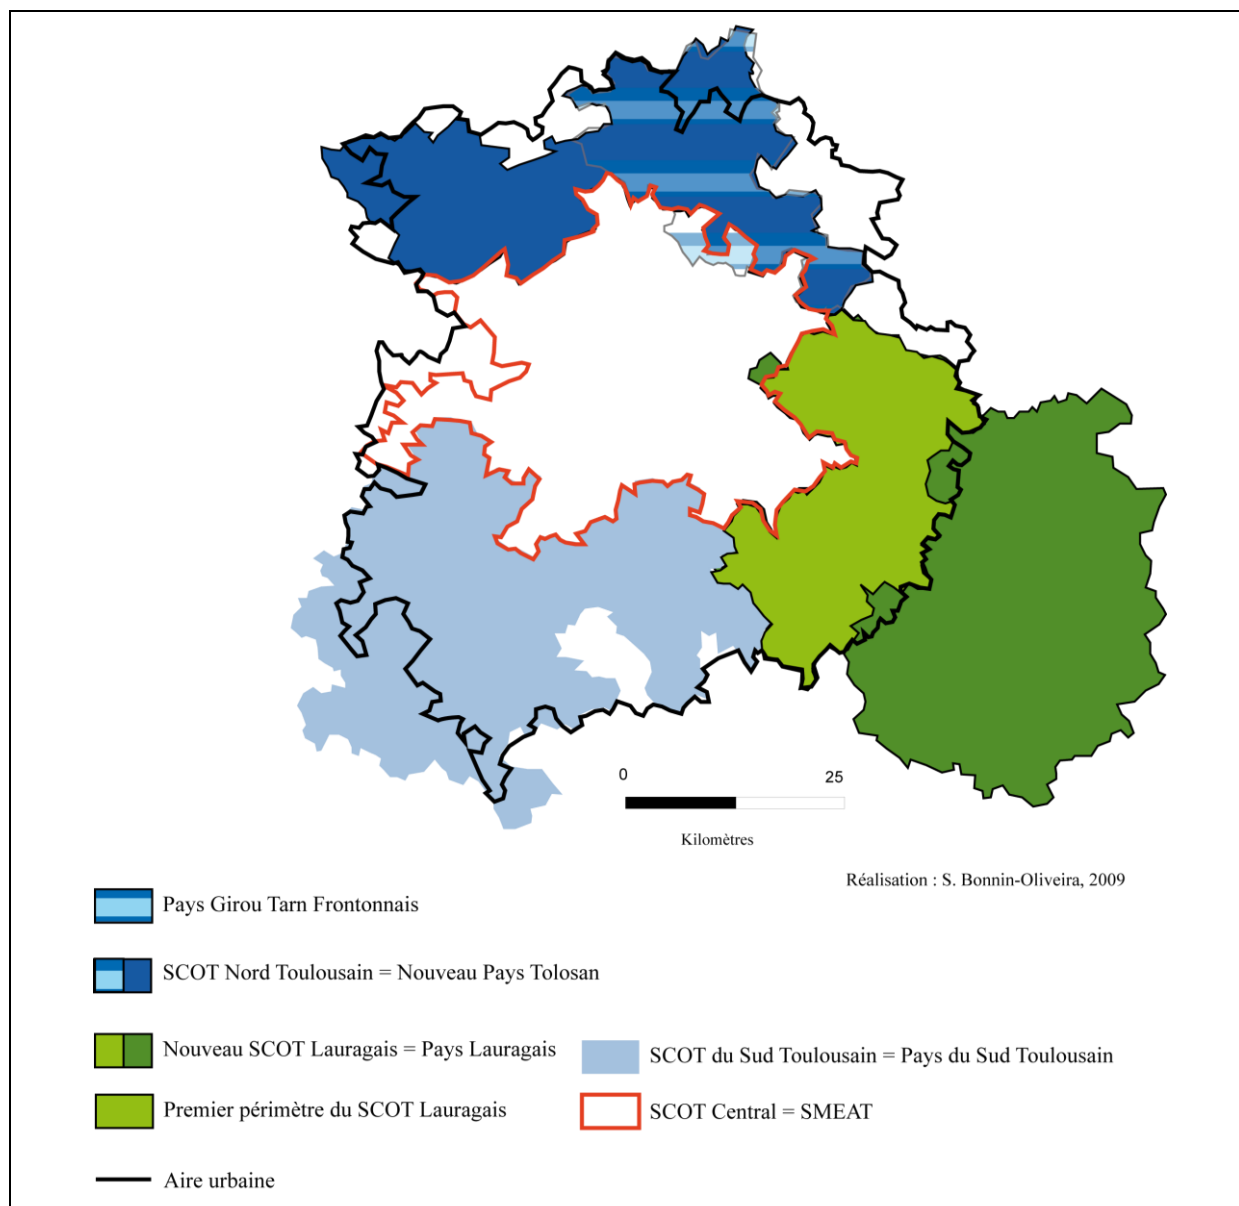 0 25
Kilomètres
Réalisation : S. Bonnin-Oliveira, 2009
Pays Girou Tarn Frontonnais
SCOT Nord Toulousain = Nouveau Pays Tolosan
Nouveau SCOT Lauragais = Pays Lauragais
SCOT du Sud Toulousain = Pays du Sud Toulousain
Premier périmètre du SCOT Lauragais
SCOT Central = SMEAT
Aire urbaine